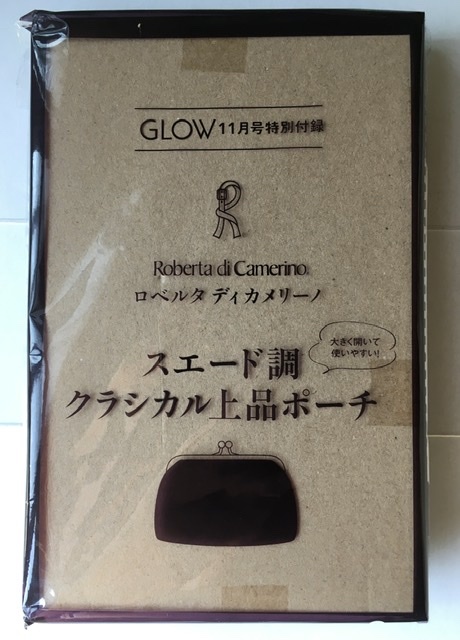 GLOW 11月号特別付録
Roberta di Camerino
ロベルタ ディカメリーノ
大きく開いて
使いやすい!
スエード調
クラシカル上品ポーチ